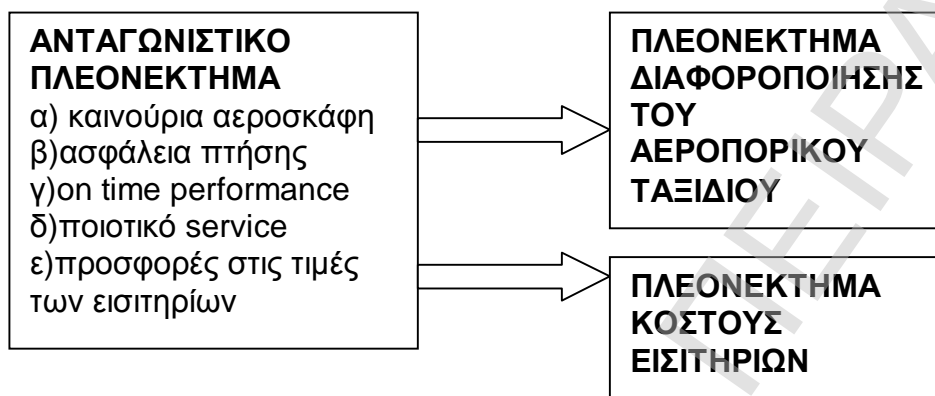 ΑΝΤΑΓΩΝΙΣΤΙΚΟ
ΠΛΕΟΝΕΚΤΗΜΑ
α) καινούρια αεροσκάφη
β)ασφάλεια πτήσης
γ)on time performance
δ)ποιοτικό service
ε)προσφορές στις τιμές
των εισιτηρίων
ΠΛΕΟΝΕΚΤΗΜΑ
ΔΙΑΦΟΡΟΠΟΙΗΣΗΣ
ΤΟΥ
ΑΕΡΟΠΟΡΙΚΟΥ
ΤΑΞΙΔΙΟΥ
ΠΛΕΟΝΕΚΤΗΜΑ
ΚΟΣΤΟΥΣ
ΕΙΣΙΤΗΡΙΩΝ
ΠΕΙΡΑ